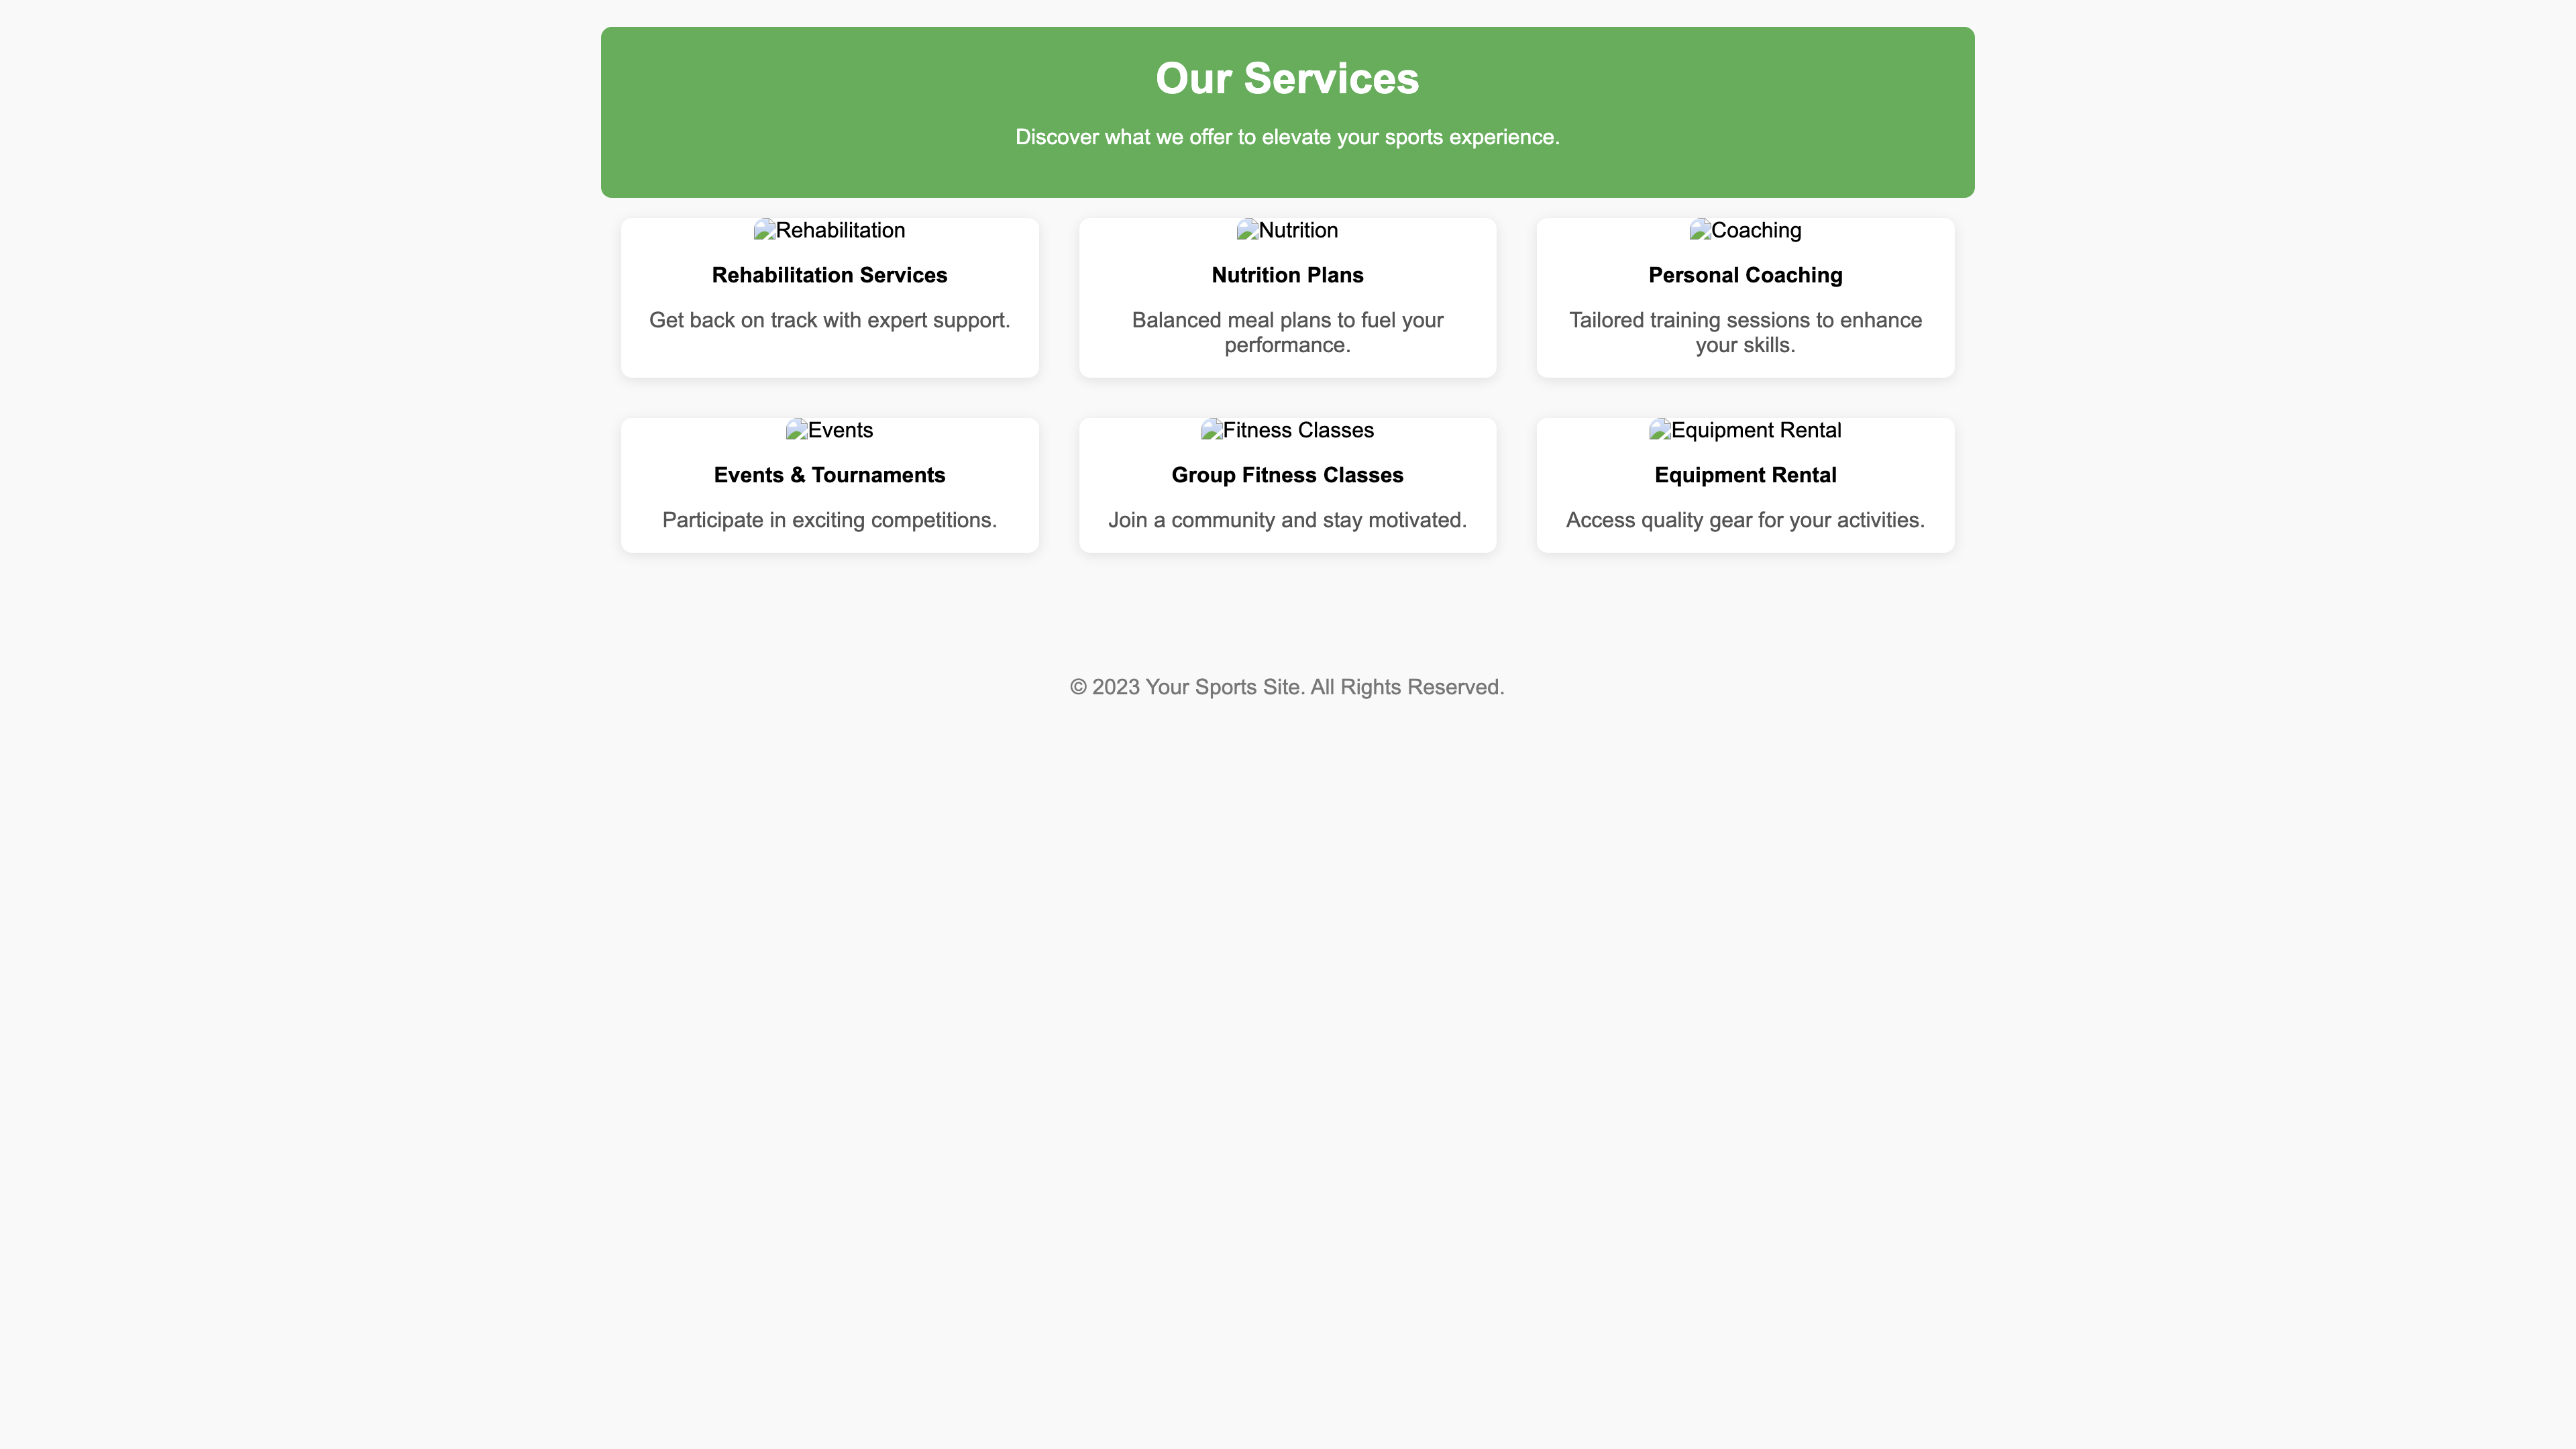 Our Services
Discover what we offer to elevate your sports experience.
Rehabilitation
Rehabilitation Services
Get back on track with expert support.
Nutrition
Nutrition Plans
Balanced meal plans to fuel your
performance.
Coaching
Personal Coaching
Tailored training sessions to enhance
your skills.
Events
Events & Tournaments
Participate in exciting competitions.
Fitness Classes
Group Fitness Classes
Join a community and stay motivated.
Equipment Rental
Equipment Rental
Access quality gear for your activities.
© 2023 Your Sports Site. All Rights Reserved.